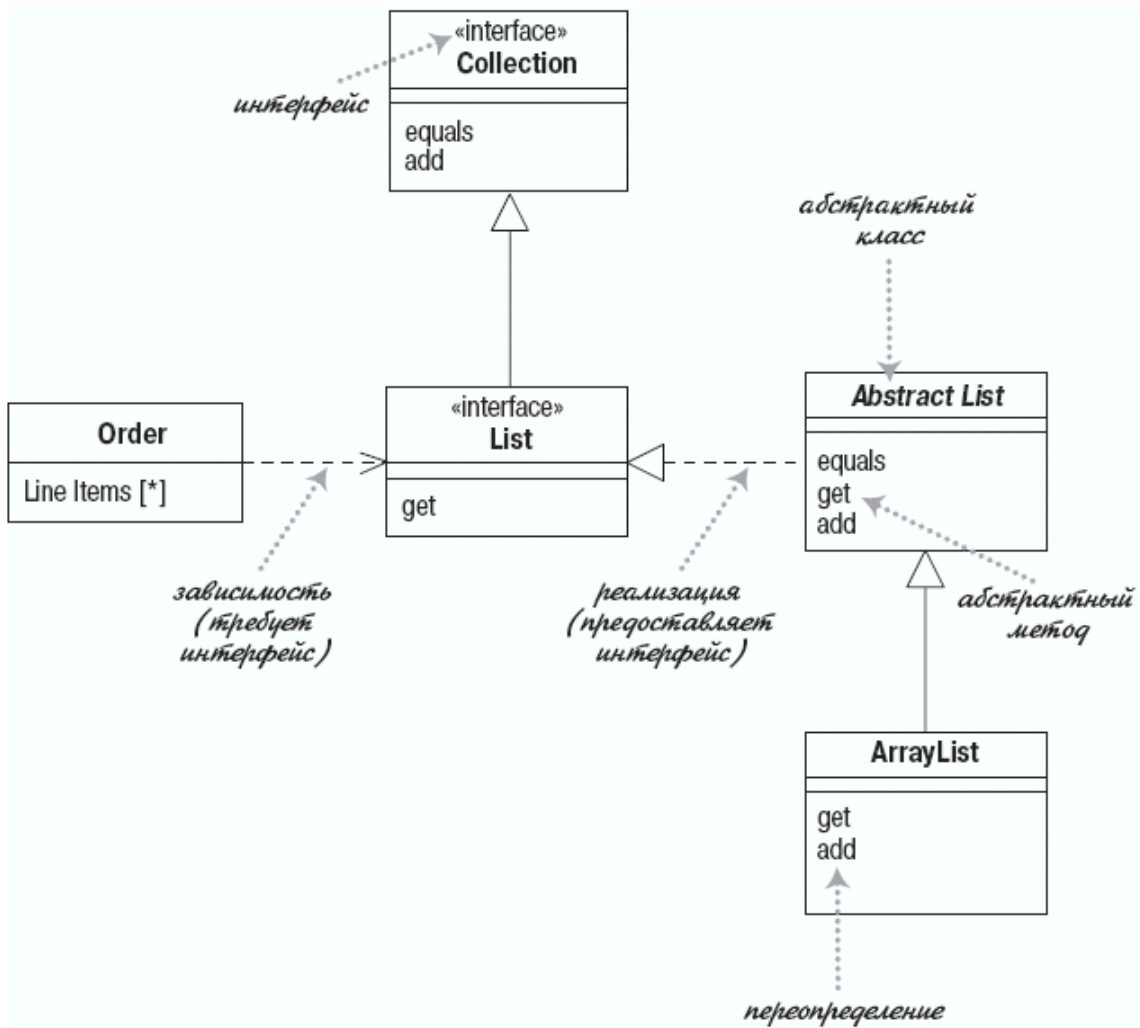 «interface»
Collection
интерфейс
equals
add
абстрактный
класс
Order
Line Items [*]
«interface»
List
get
Abstract List
equals
get
add
зависимость
(требует
интерфейс)
реализация
(предоставляет
интерфейс)
абстрактный
метод
ArrayList
get
add
переопределение